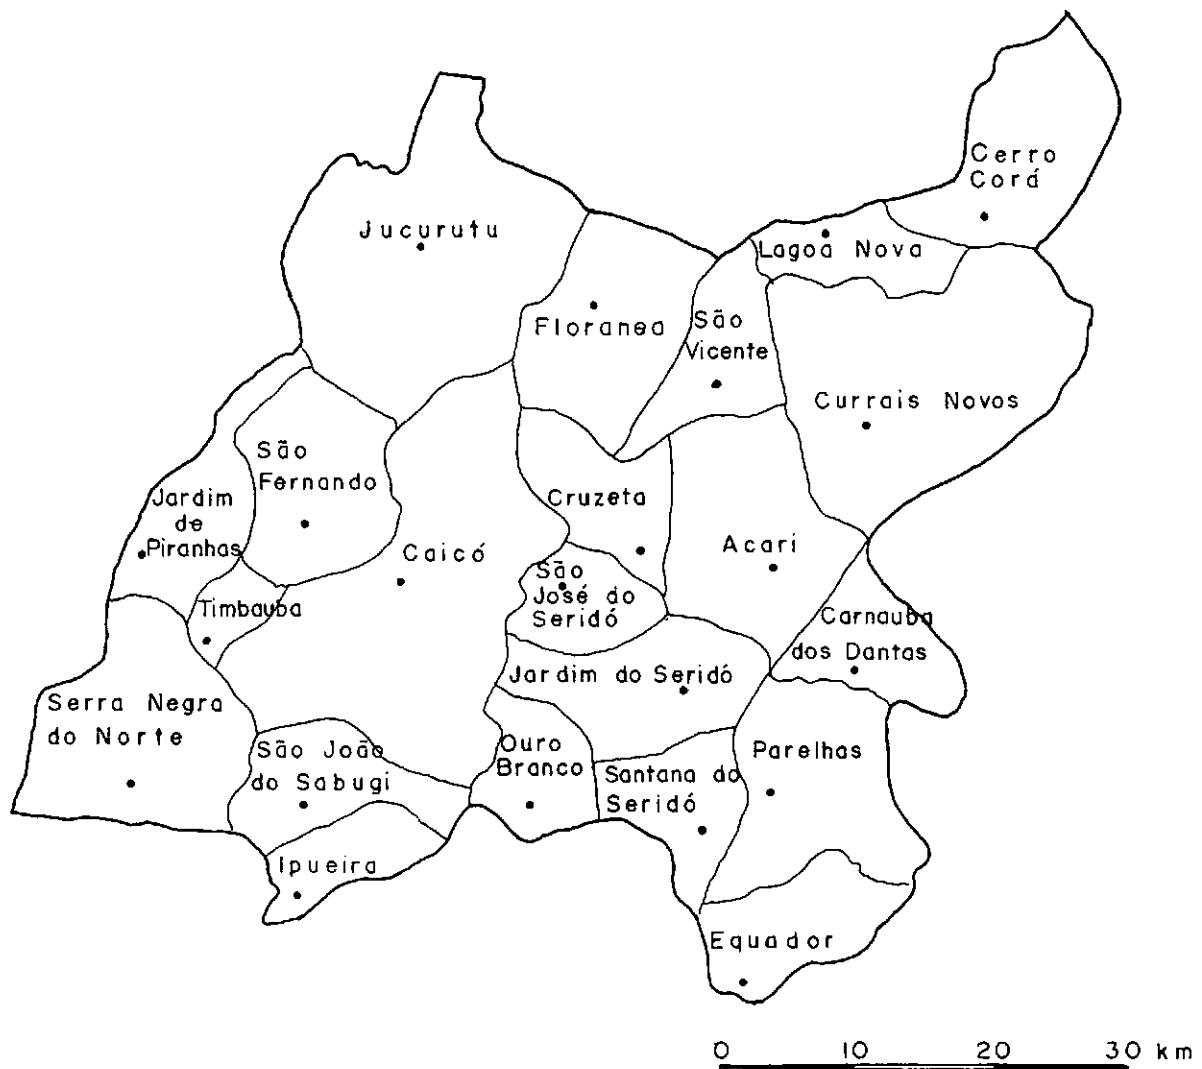 Cerro
Corá
Jucurutu
Lagoa Nova
Floranea
São
Vicente
Currais Novos
São
Fernando
Jardim
de
Piranhas
Cruzeta
Caicó
Acari
São
José do
Seridó
Timbauba
Carnauba
dos Dantas
Jardim do Seridó
Serra Negra
do Norte
São João
do Sabugi
Ouro
Branco
Santana do
Seridó
Parelhas
Ipueira
Equador
0 10 20 30 km